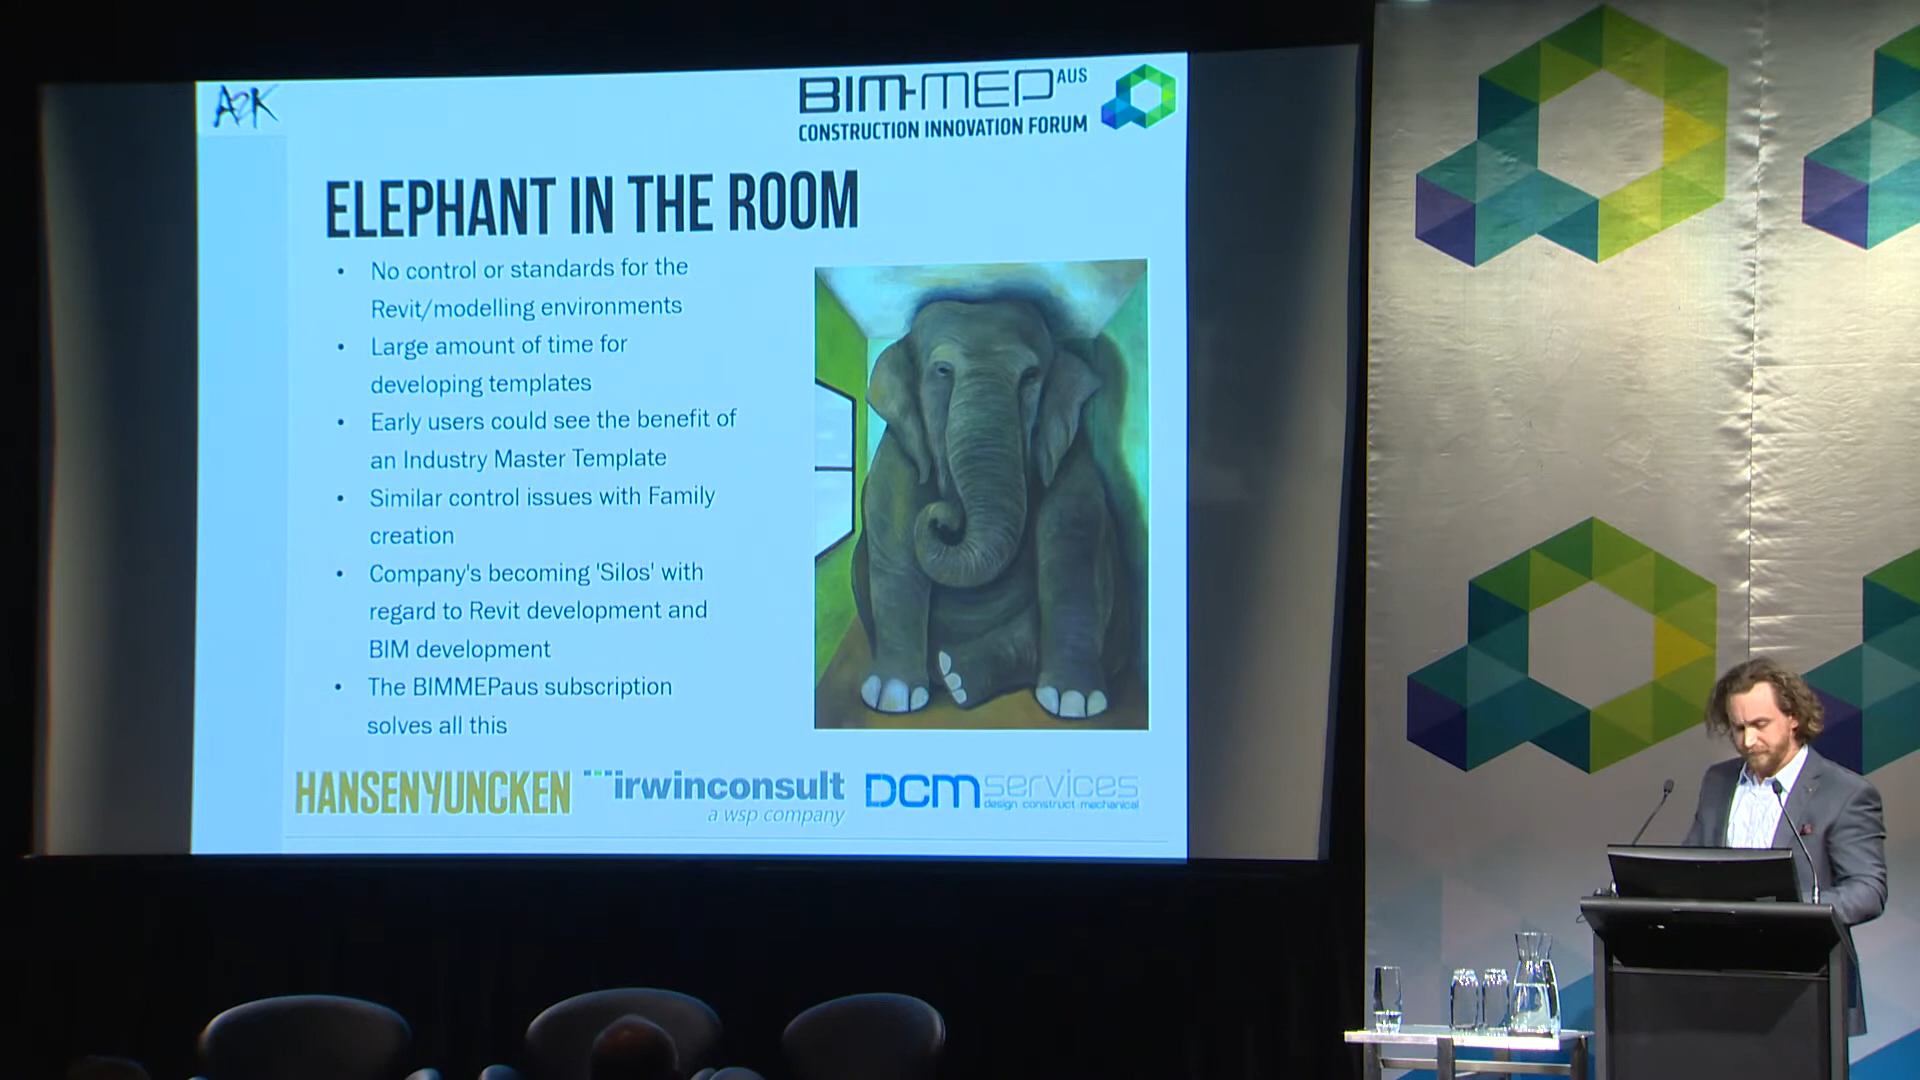 A2K
BIM-MEP AUS
CONSTRUCTION INNOVATION FORUM
ELEPHANT IN THE ROOM
• No control or standards for the
Revit/modelling environments
• Large amount of time for
developing templates
• Early users could see the benefit of
an Industry Master Template
• Similar control issues with Family
creation
• Company's becoming 'Silos' with
regard to Revit development and
BIM development
• The BIMMEPaus subscription
solves all this
HANSENYUNCKEN
irwinconsult
a wsp company
DCM services
design construct mechanical